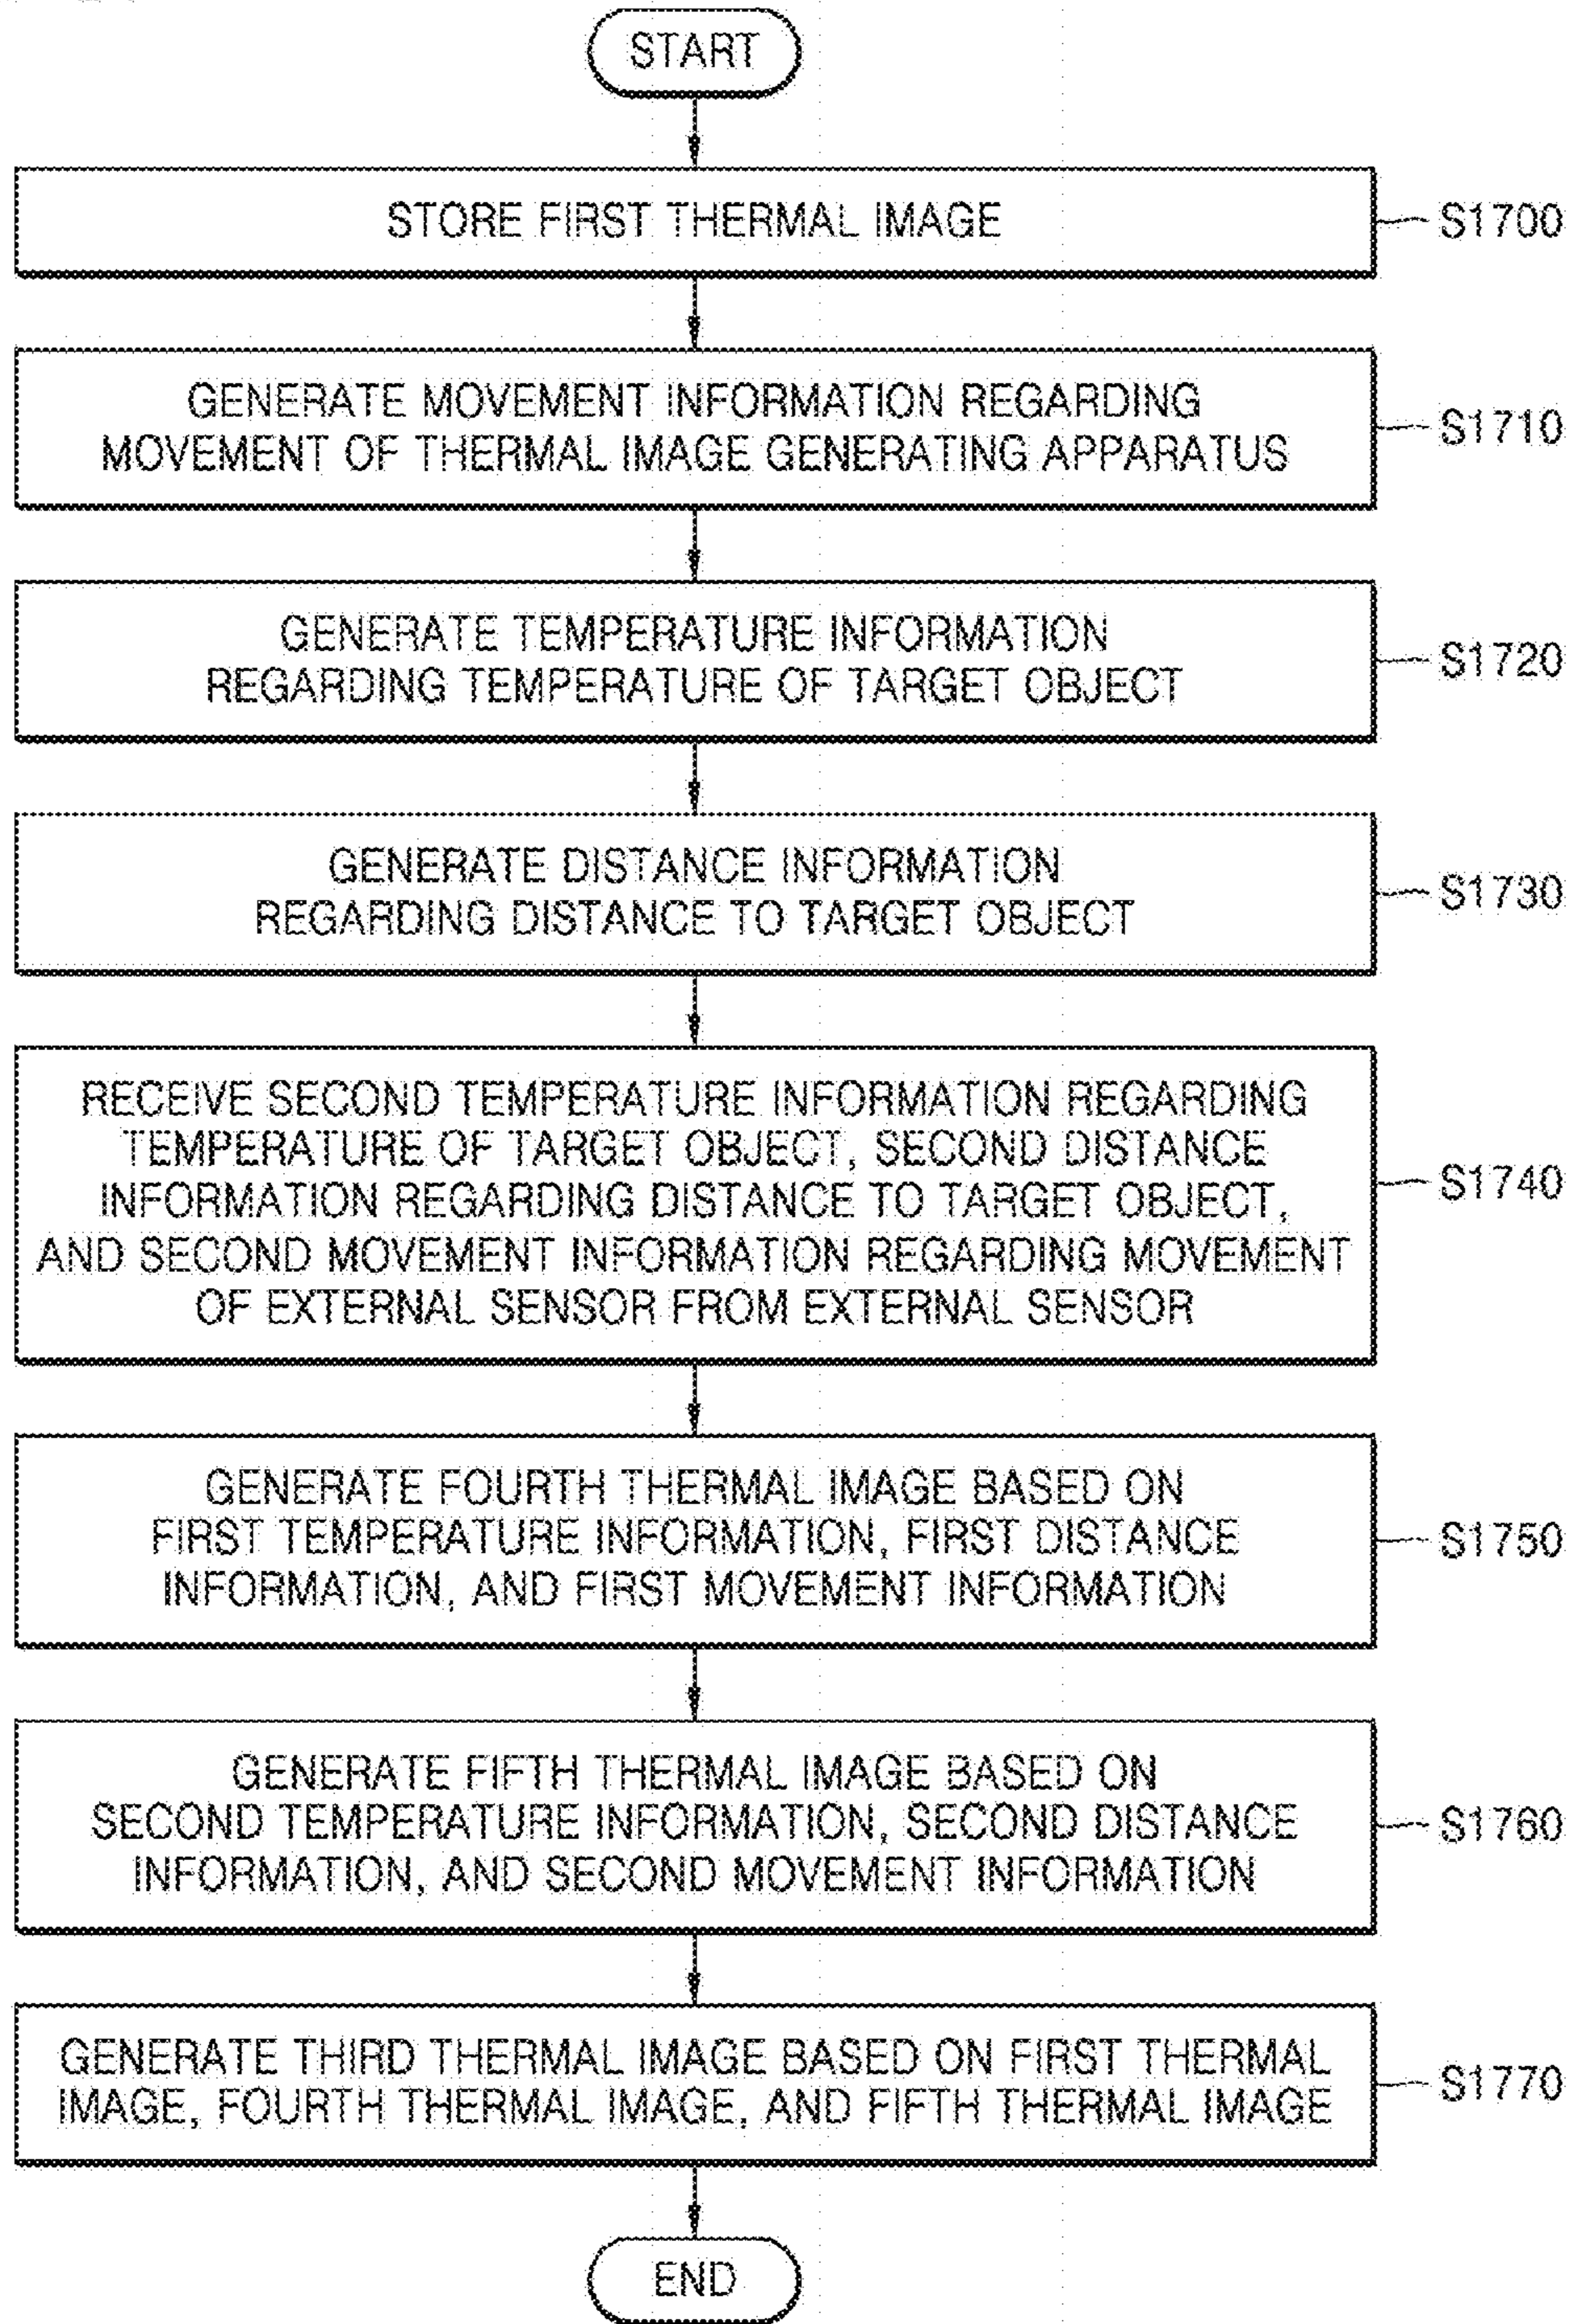 START
STORE FIRST THERMAL IMAGE
S1700
GENERATE MOVEMENT INFORMATION REGARDING
MOVEMENT OF THERMAL IMAGE GENERATING APPARATUS
S1710
GENERATE TEMPERATURE INFORMATION
REGARDING TEMPERATURE OF TARGET OBJECT
S1720
GENERATE DISTANCE INFORMATION
REGARDING DISTANCE TO TARGET OBJECT
S1730
RECEIVE SECOND TEMPERATURE INFORMATION REGARDING
TEMPERATURE OF TARGET OBJECT, SECOND DISTANCE
INFORMATION REGARDING DISTANCE TO TARGET OBJECT,
AND SECOND MOVEMENT INFORMATION REGARDING MOVEMENT
OF EXTERNAL SENSOR FROM EXTERNAL SENSOR
S1740
GENERATE FOURTH THERMAL IMAGE BASED ON
FIRST TEMPERATURE INFORMATION, FIRST DISTANCE
INFORMATION, AND FIRST MOVEMENT INFORMATION
S1750
GENERATE FIFTH THERMAL IMAGE BASED ON
SECOND TEMPERATURE INFORMATION, SECOND DISTANCE
INFORMATION, AND SECOND MOVEMENT INFORMATION
S1760
GENERATE THIRD THERMAL IMAGE BASED ON FIRST THERMAL
IMAGE, FOURTH THERMAL IMAGE, AND FIFTH THERMAL IMAGE
S1770
END